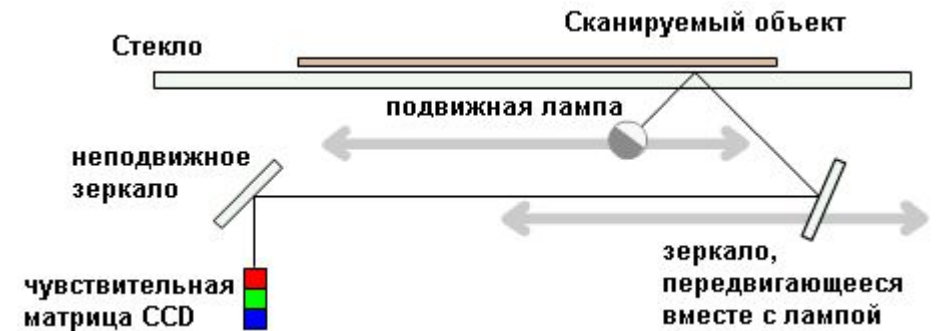 Сканируемый объект
Стекло
подвижная лампа
неподвижное
зеркало
зеркало,
передвигающееся
вместе с лампой
чувствительная
матрица CCD